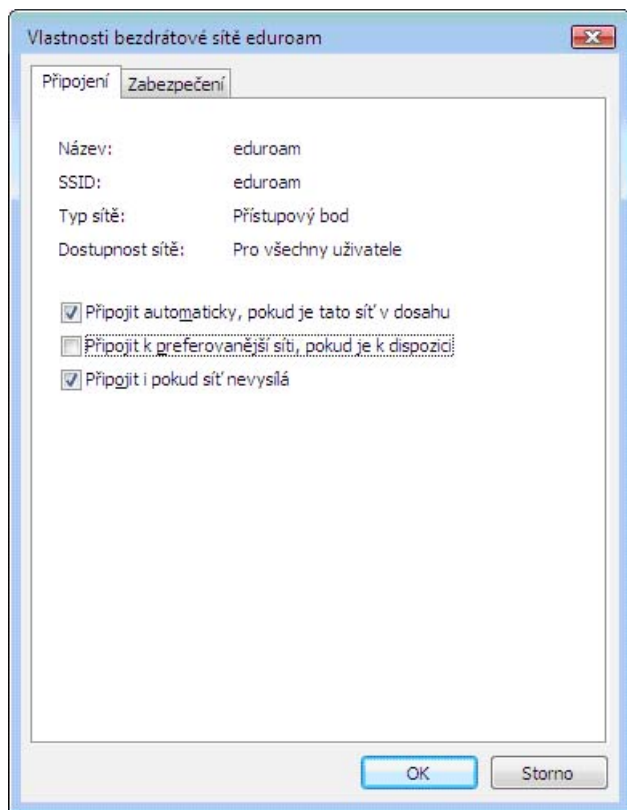 Vlastnosti bezdrátové sítě eduroam
Připojení Zabezpečení
Název: eduroam
SSID: eduroam
Typ sítě: Přístupový bod
Dostupnost sítě: Pro všechny uživatele
Připojit automaticky, pokud je tato síť v dosahu
Připojit k preferovanější síti, pokud je k dispozici
Připojit i pokud síť nevysílá
OK Storno